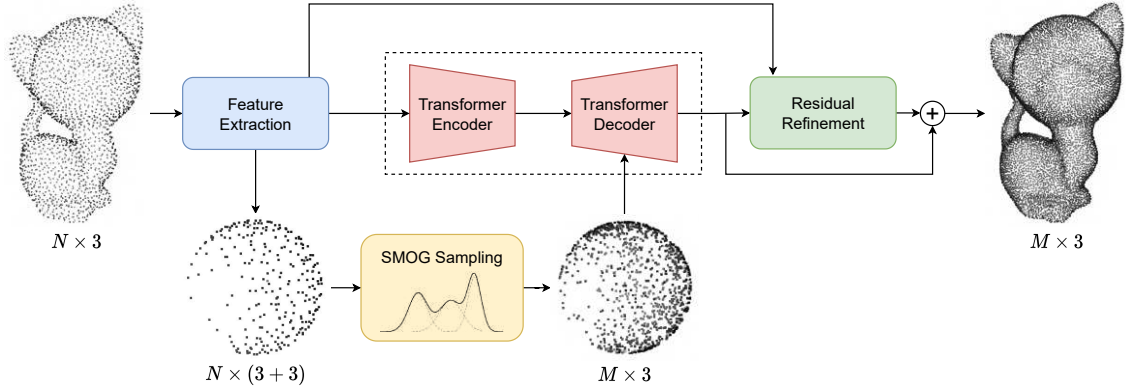 Feature
Extraction
Transformer
Encoder
Transformer
Decoder
Residual
Refinement
+
N × 3
M × 3
SMOG Sampling
N × (3 + 3)
M × 3